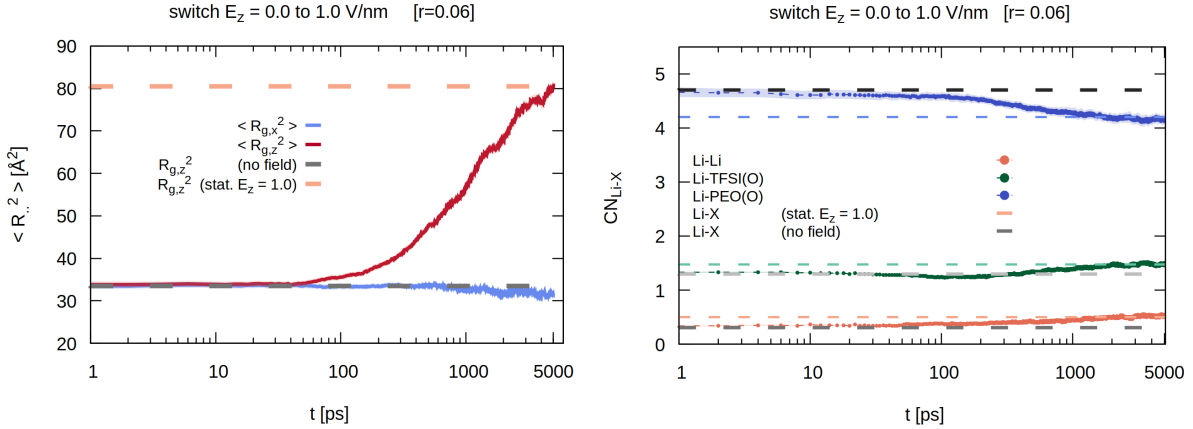 switch E_z = 0.0 to 1.0 V/nm [r=0.06]
90
80
70
60
50
40
30
20
< R_..^2 > [Å^2]
< R_g,x^2 >
< R_g,z^2 >
R_g,z^2 (no field)
R_g,z^2 (stat. E_z = 1.0)
1 10 100 1000 5000
t [ps]
switch E_z = 0.0 to 1.0 V/nm [r= 0.06]
5
4
3
2
1
0
CN_Li-X
Li-Li
Li-TFSI(O)
Li-PEO(O)
Li-X (stat. E_z = 1.0)
Li-X (no field)
1 10 100 1000 5000
t [ps]